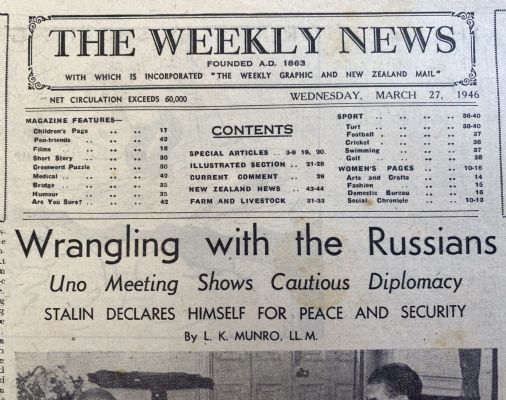 THE WEEKLY NEWS
FOUNDED A.D. 1863
WITH WHICH IS INCORPORATED "THE WEEKLY GRAPHIC AND NEW ZEALAND MAIL"
NET CIRCULATION EXCEEDS 60,000
WEDNESDAY, MARCH 27, 1946
MAGAZINE FEATURES—
Children's Page .. .. 17
Pen-friends .. .. 42
Films .. .. .. 18
Short Story .. .. 30
Crossword Puzzle .. .. 30
Medical .. .. .. 42
Bridge .. .. .. 35
Humour .. .. .. 35
Are You Sure? .. .. 42
CONTENTS
SPECIAL ARTICLES .. 3-9 19, 20.
ILLUSTRATED SECTION .. 21-28
CURRENT COMMENT .. .. 29
NEW ZEALAND NEWS .. 43-44
FARM AND LIVESTOCK .. 31-33
SPORT .. .. .. 36-40
Turf .. .. .. 39-40
Football .. .. .. 37
Cricket .. .. .. 36
Swimming .. .. .. 37
Golf .. .. .. 38
WOMEN'S PAGES .. 10-16
Arts and Crafts .. .. 14
Fashion .. .. .. 15
Domestic Bureau .. .. 16
Social Chronicle .. .. 10-13
Wrangling with the Russians
Uno Meeting Shows Cautious Diplomacy
STALIN DECLARES HIMSELF FOR PEACE AND SECURITY
By L. K. MUNRO, LL.M.